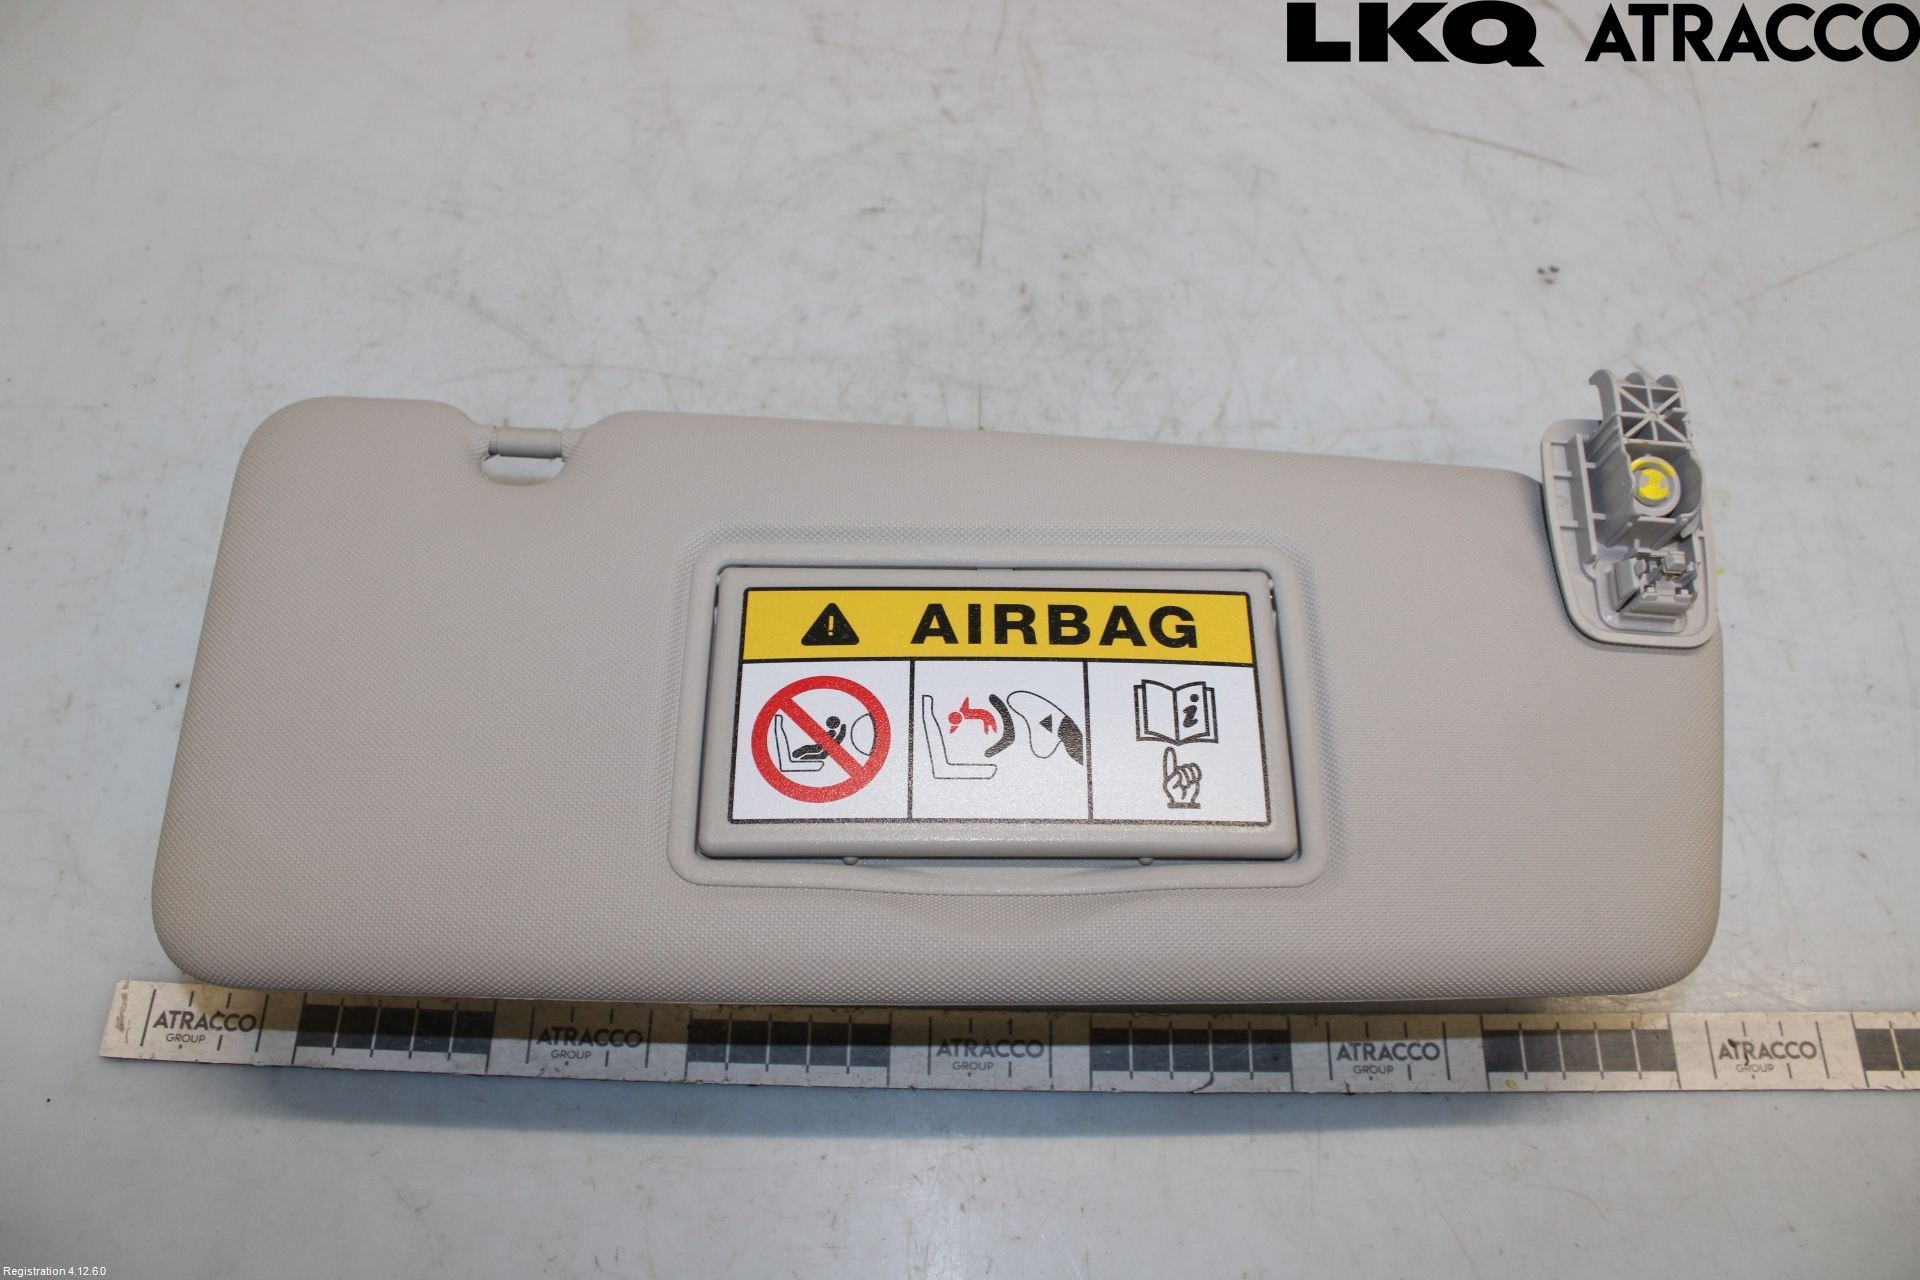 LKQ ATRACCO
AIRBAG
i
ATRACCO
GROUP
ATRACCO
GROUP
ATRACCO
GROUP
ATRACCO
GROUP
ATRACCO
GROUP
Registration 4.12.6.0